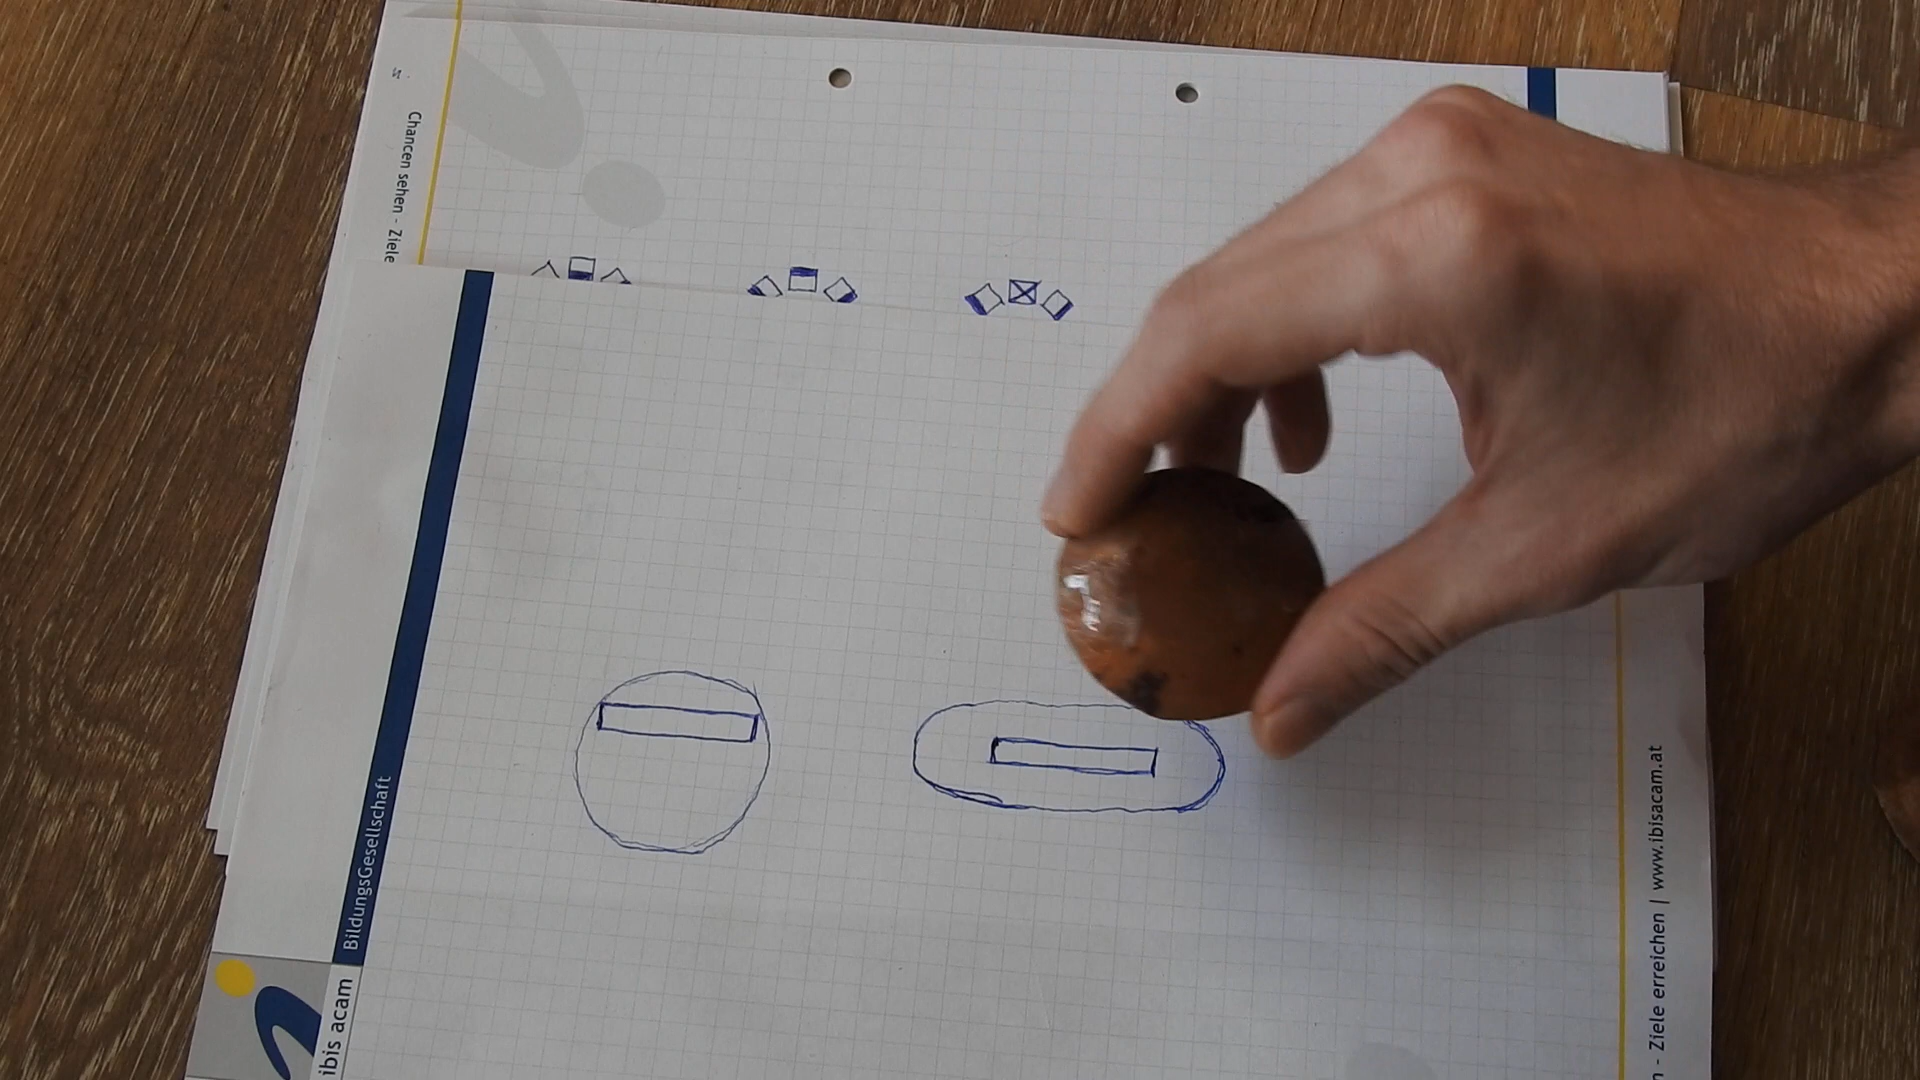 Chancen sehen - Ziele
BildungsGesellschaft
ibis acam
- Ziele erreichen | www.ibisacam.at